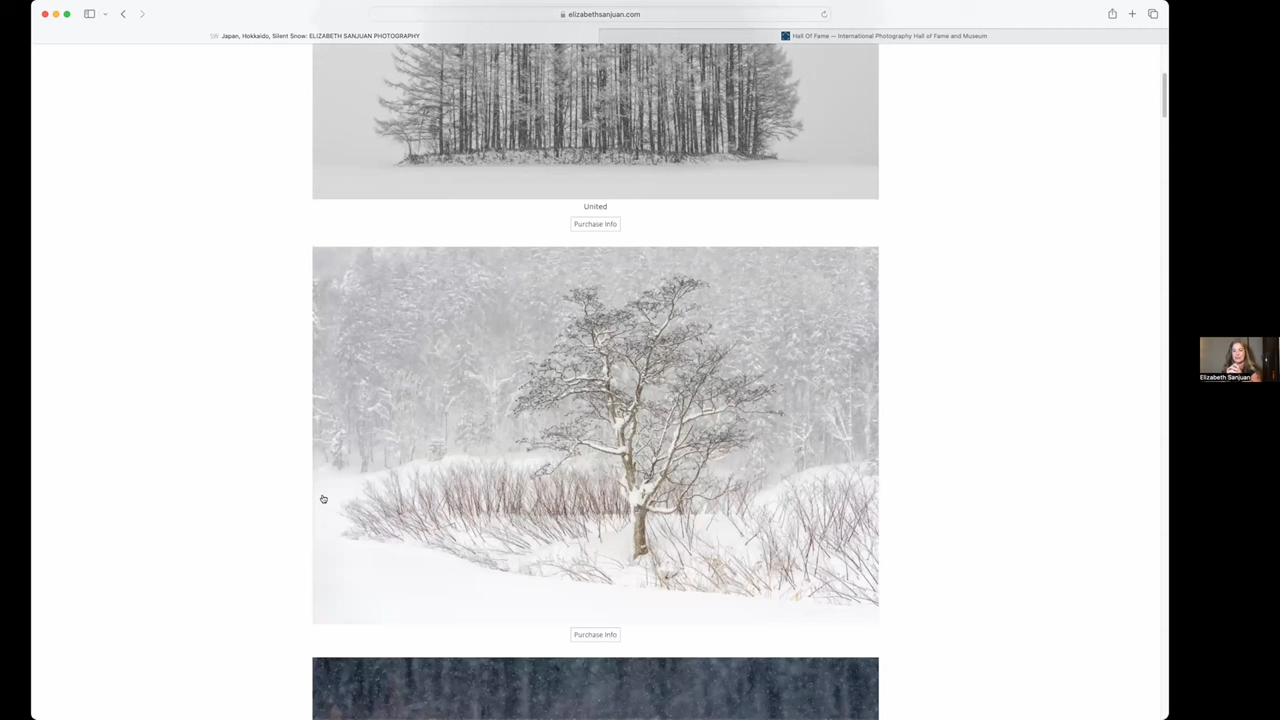 elizabethsanjuan.com
SW Japan, Hokkaido, Silent Snow: ELIZABETH SANJUAN PHOTOGRAPHY
Hall Of Fame — International Photography Hall of Fame and Museum
United
Purchase Info
Elizabeth Sanjuan
Purchase Info